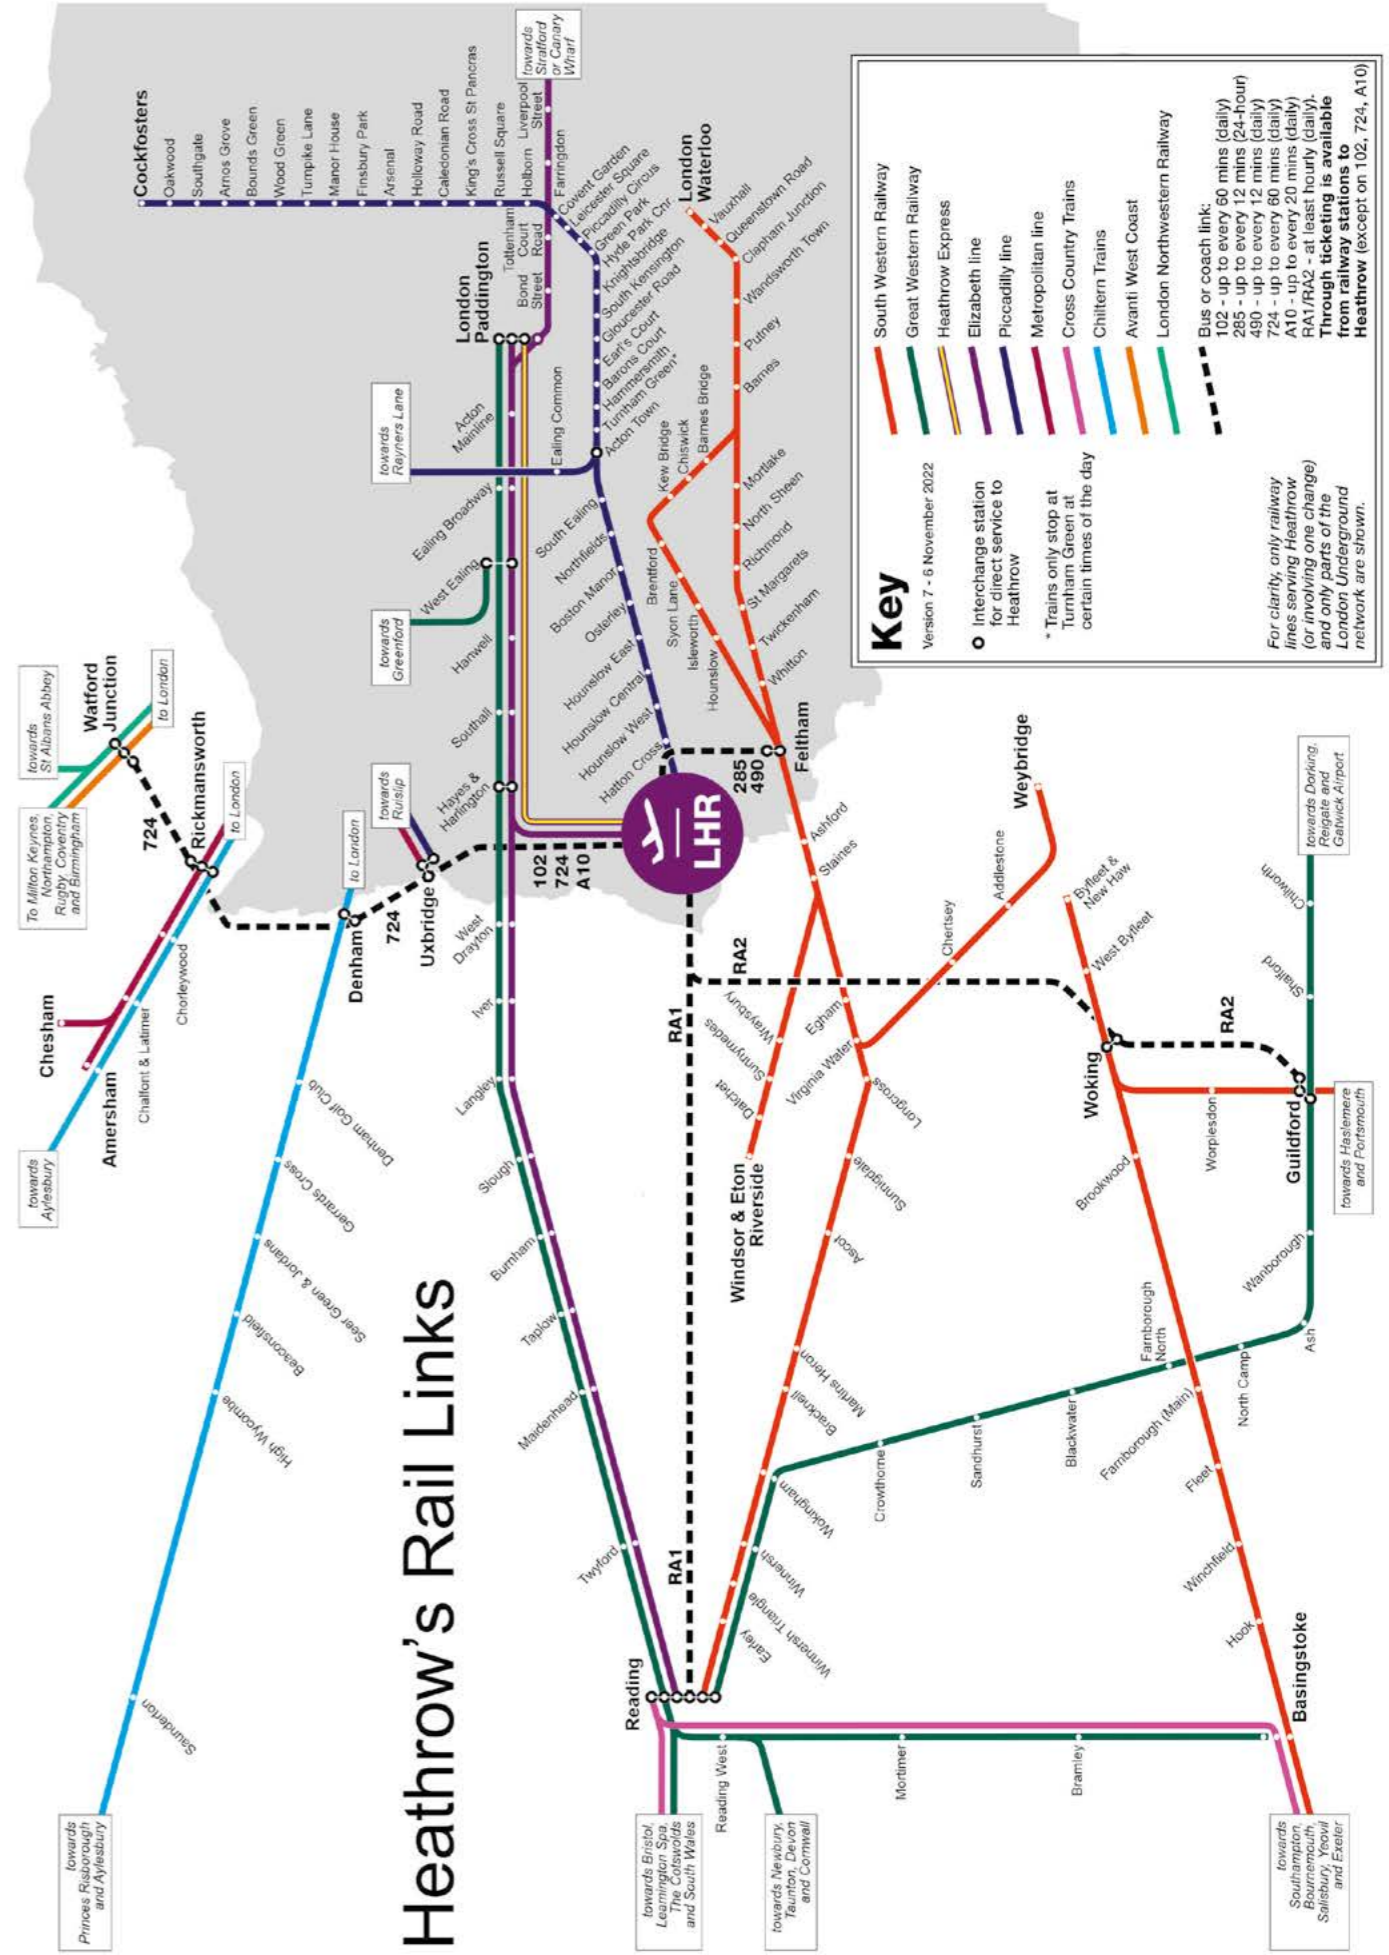 Heathrow's Rail Links
towards
Princes Risborough
and Aylesbury
Saunderton
High Wycombe
Beaconsfield
Seer Green & Jordans
Gerrards Cross
Denham Golf Club
Denham
to London
towards
Aylesbury
Amersham
Chesham
Chalfont & Latimer
Chorleywood
Rickmansworth
to London
724
To Milton Keynes,
Northampton,
Rugby, Coventry
and Birmingham
towards
St Albans Abbey
Watford
Junction
to London
724
Uxbridge
towards
Ruislip
102
724
A10
towards Bristol,
Leamington Spa,
The Cotswolds
and South Wales
towards Newbury,
Taunton, Devon
and Cornwall
Reading
Twyford
Maidenhead
Taplow
Burnham
Slough
Langley
Iver
West
Drayton
Hayes &
Harlington
Southall
Hanwell
West Ealing
towards
Greenford
Ealing Broadway
Acton
Mainline
London
Paddington
Bond
Street
Tottenham
Court
Road
Farringdon
Liverpool
Street
towards
Stratford
or Canary
Wharf
towards
Rayners Lane
Ealing Common
Cockfosters
Oakwood
Southgate
Arnos Grove
Bounds Green
Wood Green
Turnpike Lane
Manor House
Finsbury Park
Arsenal
Holloway Road
Caledonian Road
King's Cross St Pancras
Russell Square
Holborn
Covent Garden
Leicester Square
Piccadilly Circus
Green Park
Hyde Park Cnr
Knightsbridge
South Kensington
Gloucester Road
Earl's Court
Barons Court
Hammersmith
Turnham Green*
Acton Town
South Ealing
Northfields
Boston Manor
Osterley
Hounslow East
Hounslow Central
Hounslow West
Hatton Cross
LHR
285
490
RA1
RA1
RA2
London
Waterloo
Vauxhall
Queenstown Road
Clapham Junction
Wandsworth Town
Putney
Barnes
Barnes Bridge
Chiswick
Kew Bridge
Brentford
Syon Lane
Isleworth
Hounslow
Mortlake
North Sheen
Richmond
St Margarets
Twickenham
Whitton
Feltham
Ashford
Staines
Wraysbury
Sunnymedes
Datchet
Windsor & Eton
Riverside
Egham
Virginia Water
Longcross
Sunnigdale
Ascot
Martins Heron
Bracknell
Wokingham
Winnersh
Winnersh Triangle
Earley
Chertsey
Addlestone
Weybridge
Byfleet &
New Haw
West Byfleet
Woking
Brookwood
Farnborough (Main)
Fleet
Winchfield
Hook
Basingstoke
Worplesdon
RA2
Guildford
towards Haslemere
and Portsmouth
Shalford
Chilworth
towards Dorking,
Reigate and
Gatwick Airport
Wanborough
Ash
North Camp
Farnborough
North
Blackwater
Sandhurst
Crowthorne
Reading West
Mortimer
Bramley
towards
Southampton,
Bournemouth,
Salisbury, Yeovil
and Exeter
Key
Version 7 - 6 November 2022
Interchange station
for direct service to
Heathrow
* Trains only stop at
Turnham Green at
certain times of the day
For clarity, only railway
lines serving Heathrow
(or involving one change)
and only parts of the
London Underground
network are shown.
South Western Railway
Great Western Railway
Heathrow Express
Elizabeth line
Piccadilly line
Metropolitan line
Cross Country Trains
Chiltern Trains
Avanti West Coast
London Northwestern Railway
Bus or coach link:
102 - up to every 60 mins (daily)
285 - up to every 12 mins (24-hour)
490 - up to every 12 mins (daily)
724 - up to every 60 mins (daily)
A10 - up to every 20 mins (daily)
RA1/RA2 - at least hourly (daily).
Through ticketing is available
from railway stations to
Heathrow (except on 102, 724, A10)